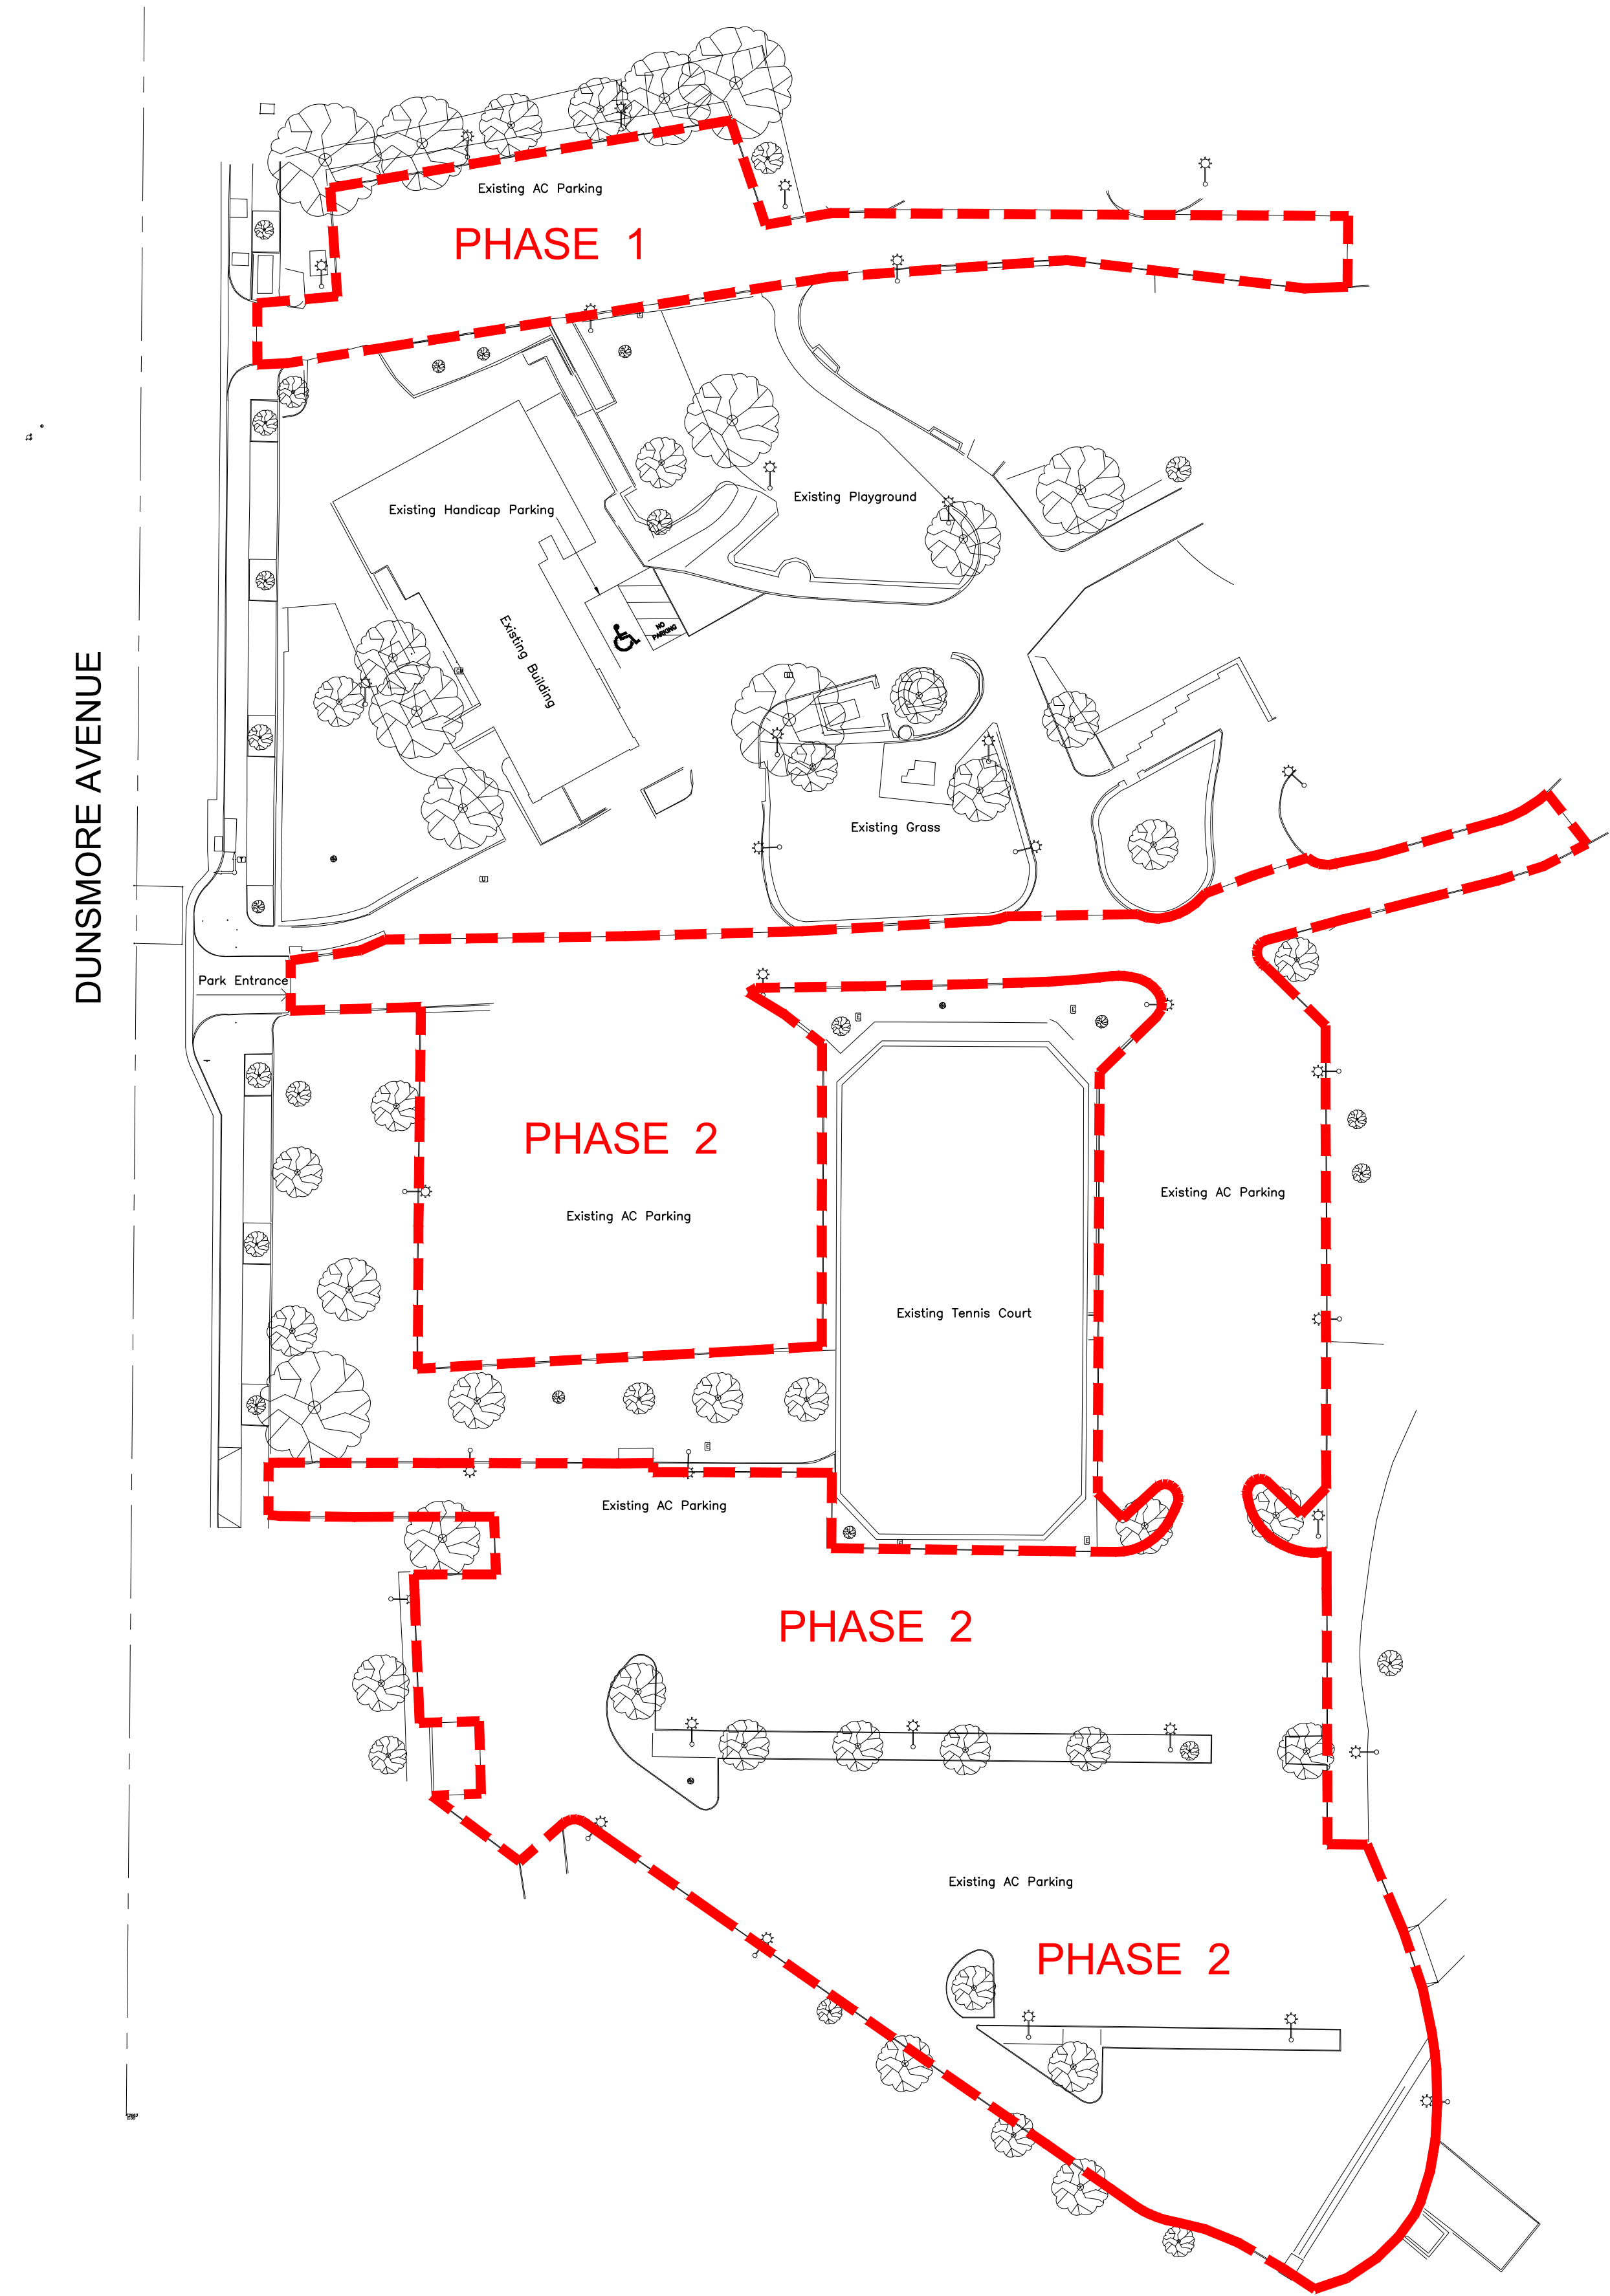 Existing AC Parking
PHASE 1
Existing Playground
Existing Handicap Parking
NO
PARKING
Existing Building
DUNSMORE AVENUE
Existing Grass
Park Entrance
PHASE 2
Existing AC Parking
Existing AC Parking
Existing Tennis Court
Existing AC Parking
PHASE 2
Existing AC Parking
PHASE 2